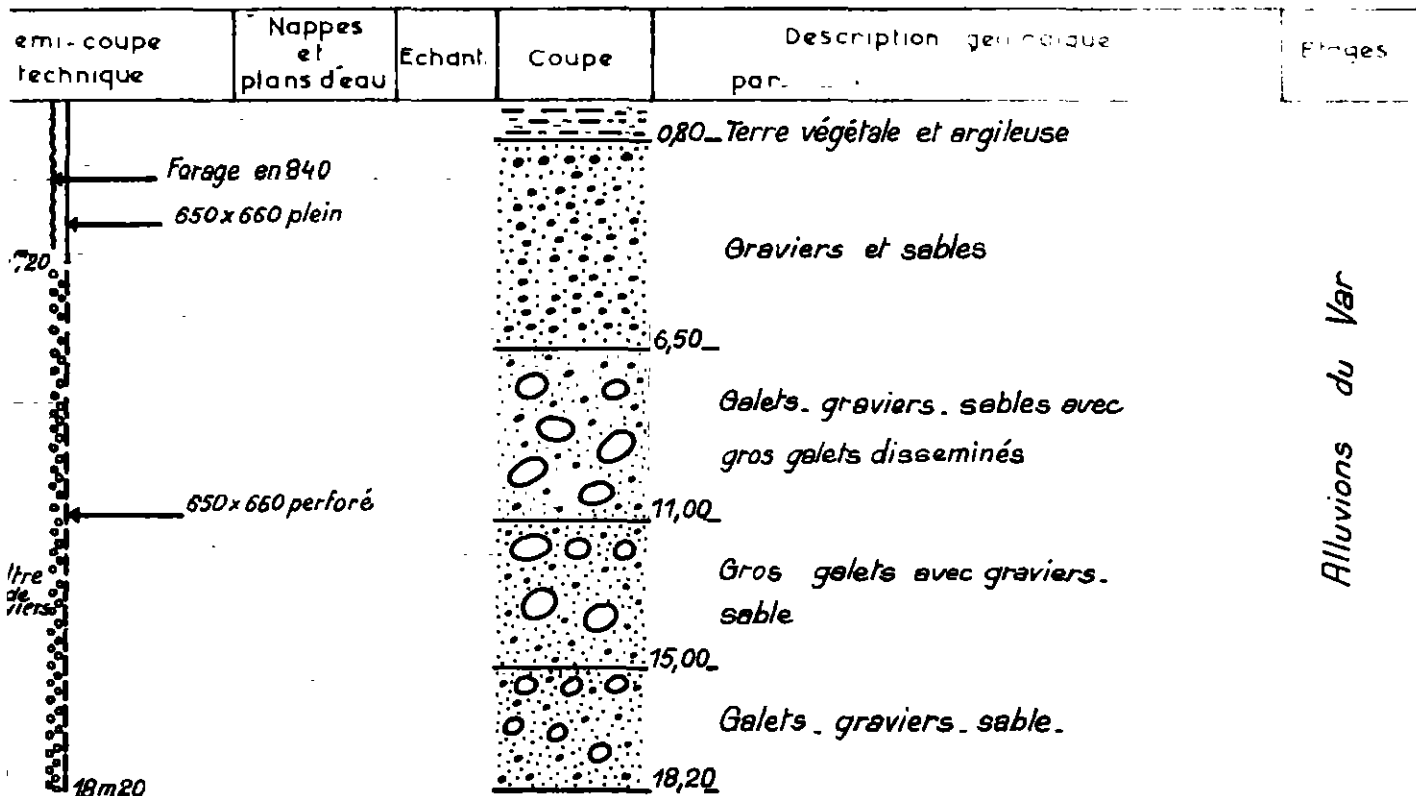 emi-coupe
technique
Nappes
et
plans d'eau
Echant.
Coupe
Description
par
Etages
0,80 Terre végétale et argileuse
Forage en 840
650 x 660 plein
,20
Graviers et sables
6,50
Galets. graviers. sables avec
gros galets disseminés
650 x 660 perforé
11,00
Gros galets avec graviers.
sable
ltre
de
viers
15,00
Galets. graviers. sable.
18m20
18,20
Alluvions du Var